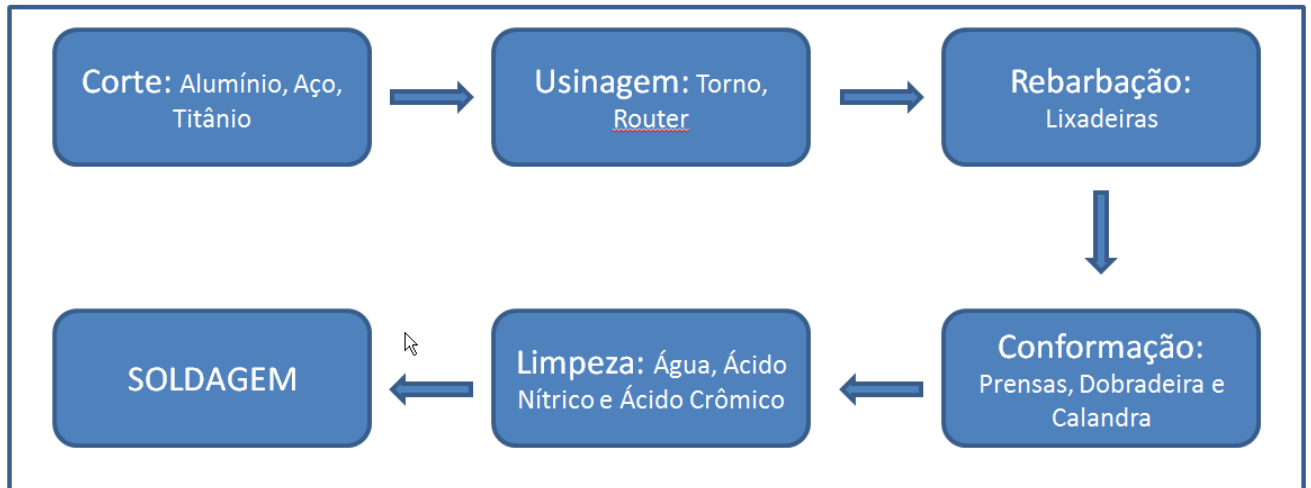 Corte: Alumínio, Aço,
Titânio
Usinagem: Torno,
Router
Rebarbação:
Lixadeiras
Conformação:
Prensas, Dobradeira e
Calandra
Limpeza: Água, Ácido
Nítrico e Ácido Crômico
SOLDAGEM